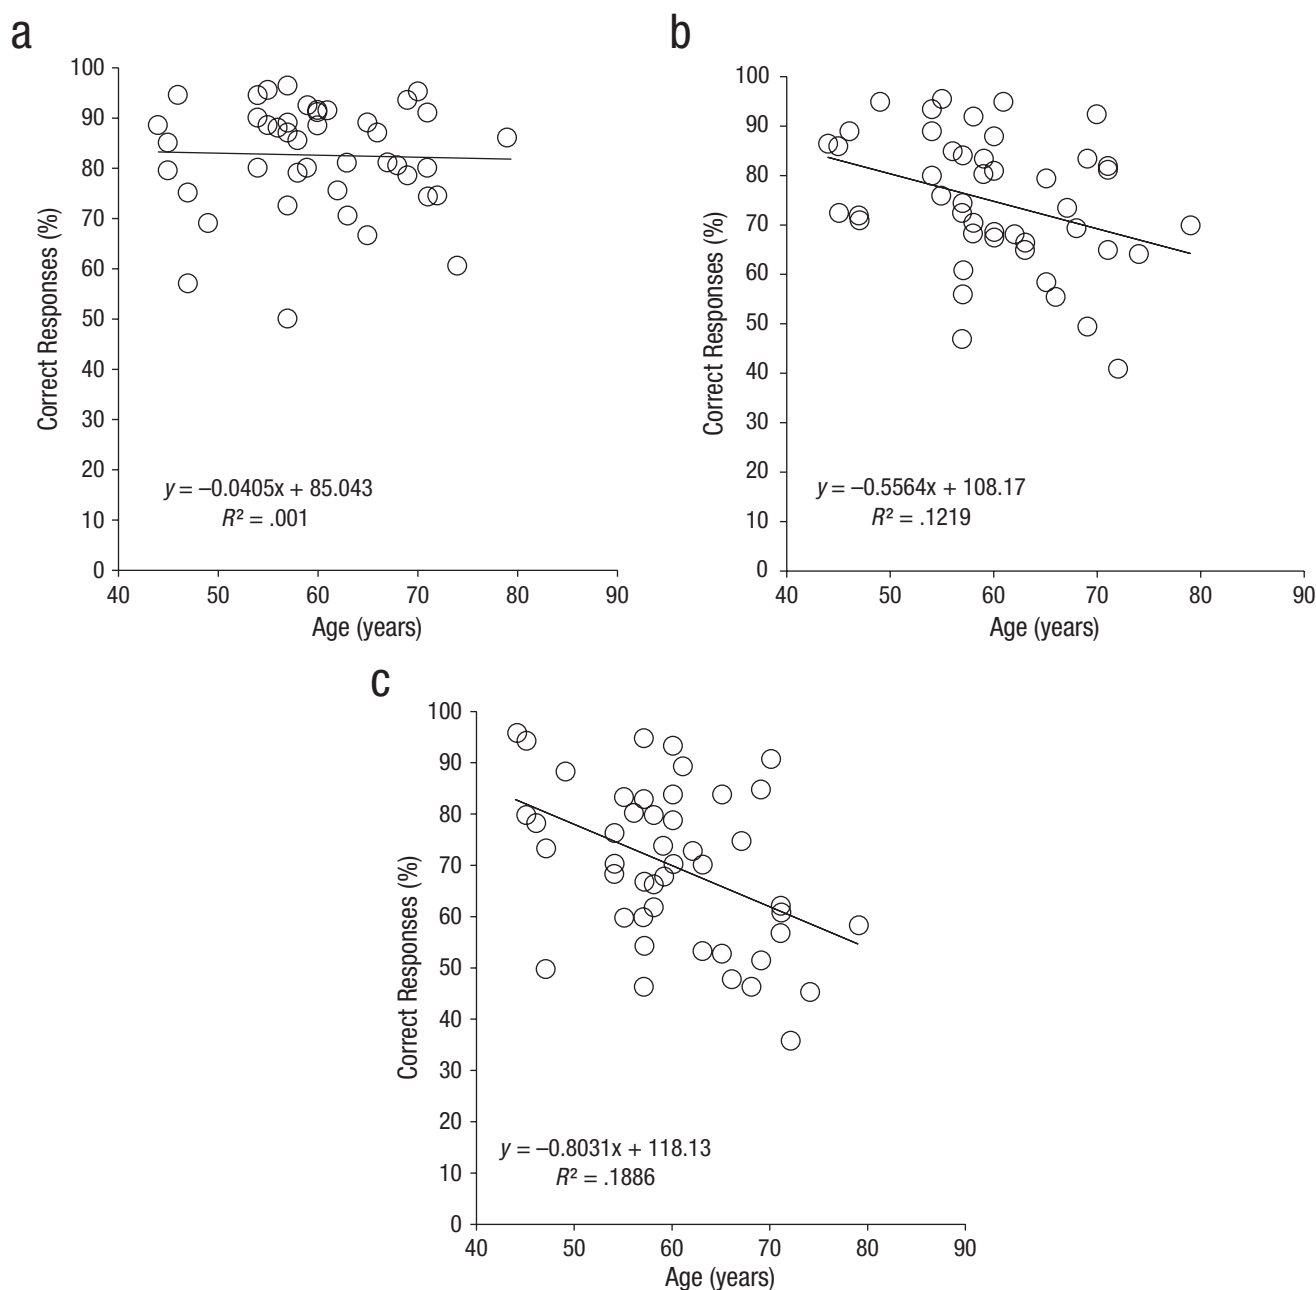 a
100
90
80
70
60
50
40
30
20
10
0
Correct Responses (%)
y = –0.0405x + 85.043
R² = .001
40 50 60 70 80 90
Age (years)
b
100
90
80
70
60
50
40
30
20
10
0
Correct Responses (%)
y = –0.5564x + 108.17
R² = .1219
40 50 60 70 80 90
Age (years)
c
100
90
80
70
60
50
40
30
20
10
0
Correct Responses (%)
y = –0.8031x + 118.13
R² = .1886
40 50 60 70 80 90
Age (years)